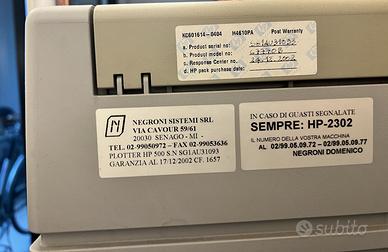 KC601614-0404 H4610PA Post Warranty
a. Product serial no: SG1AU31093
b. Product model no:
c. Response Center no:
d. HP pack purchase date:
N
NEGRONI SISTEMI SRL
VIA CAVOUR 59/61
20030 SENAGO - MI -
TEL. 02-99050972 - FAX 02-99053636
PLOTTER HP 500 S.N SG1AU31093
GARANZIA AL 17/12/2002 CF. 1657
IN CASO DI GUASTI SEGNALATE
SEMPRE: HP-2302
IL NUMERO DELLA VOSTRA MACCHINA
AL 02/99.05.09.72 - 02/99.05.09.77
NEGRONI DOMENICO
subito